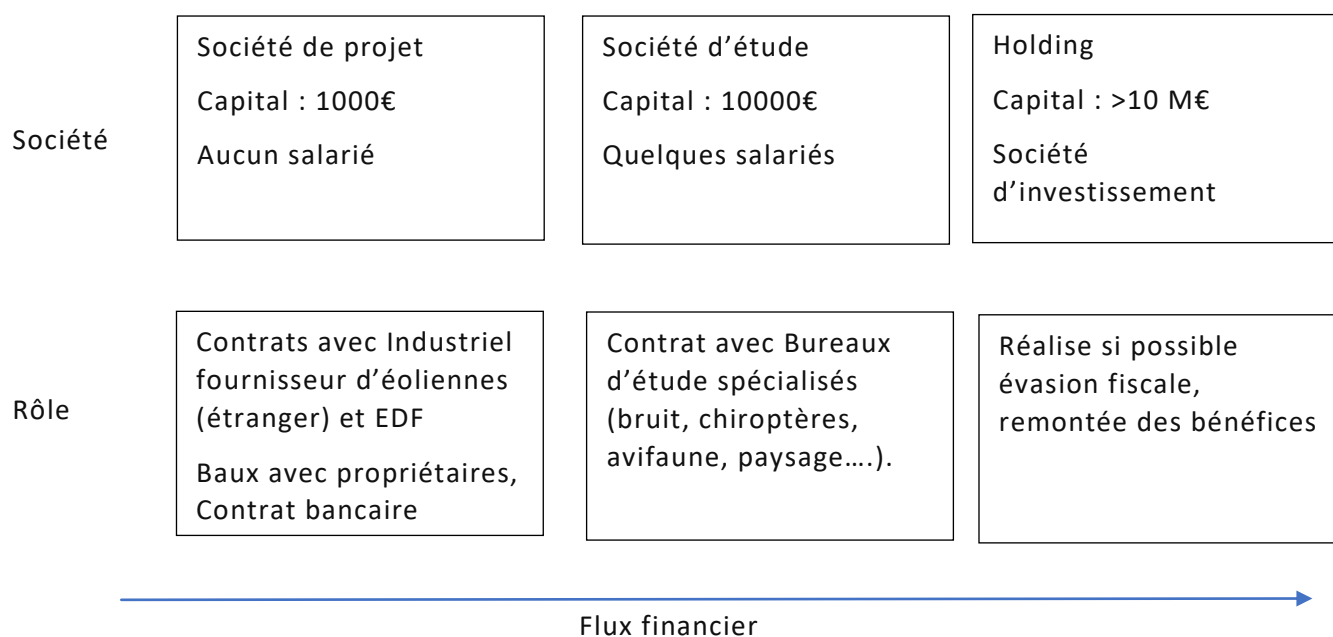 Société
Société de projet
Capital : 1000€
Aucun salarié
Société d’étude
Capital : 10000€
Quelques salariés
Holding
Capital : >10 M€
Société
d’investissement
Rôle
Contrats avec Industriel
fournisseur d’éoliennes
(étranger) et EDF
Baux avec propriétaires,
Contrat bancaire
Contrat avec Bureaux
d’étude spécialisés
(bruit, chiroptères,
avifaune, paysage….).
Réalise si possible
évasion fiscale,
remontée des bénéfices
Flux financier